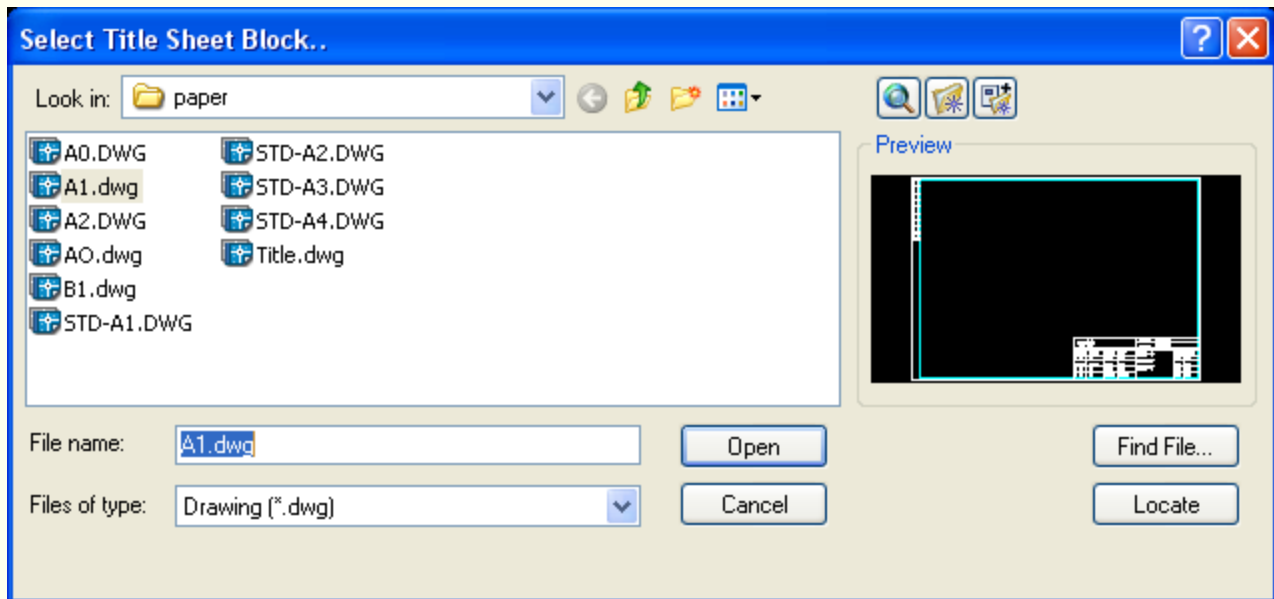 Select Title Sheet Block..
Look in: paper
Preview
A0.DWG
A1.dwg
A2.DWG
AO.dwg
B1.dwg
STD-A1.DWG
STD-A2.DWG
STD-A3.DWG
STD-A4.DWG
Title.dwg
File name: A1.dwg
Open
Find File...
Files of type: Drawing (*.dwg)
Cancel
Locate